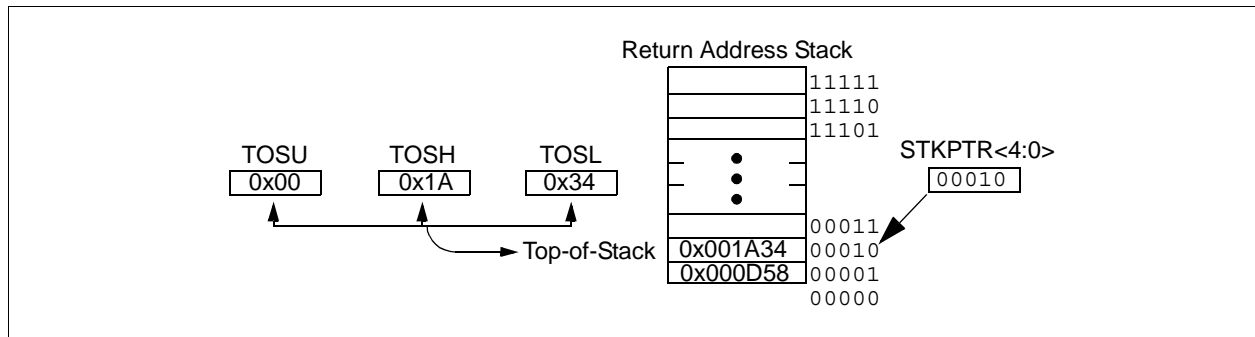 Return Address Stack
11111
11110
11101
TOSU TOSH TOSL STKPTR<4:0>
0x00 0x1A 0x34 00010
00011
Top-of-Stack 0x001A34 00010
0x000D58 00001
00000